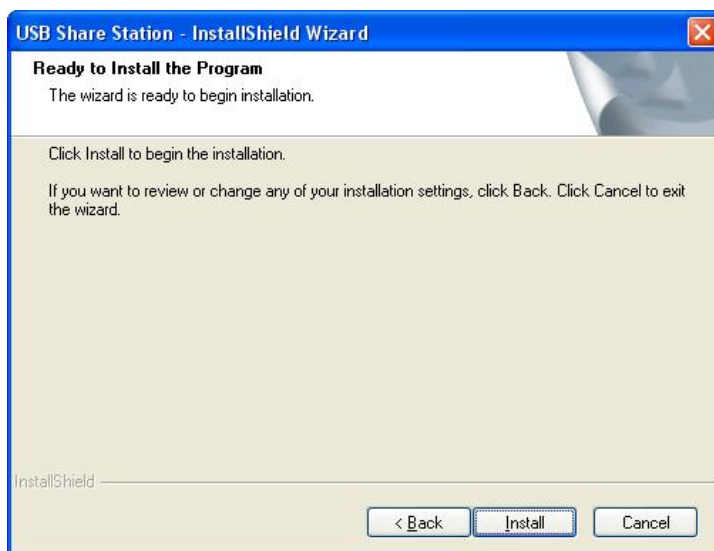 USB Share Station - InstallShield Wizard
Ready to Install the Program
The wizard is ready to begin installation.
Click Install to begin the installation.
If you want to review or change any of your installation settings, click Back. Click Cancel to exit
the wizard.
InstallShield
< Back
Install
Cancel